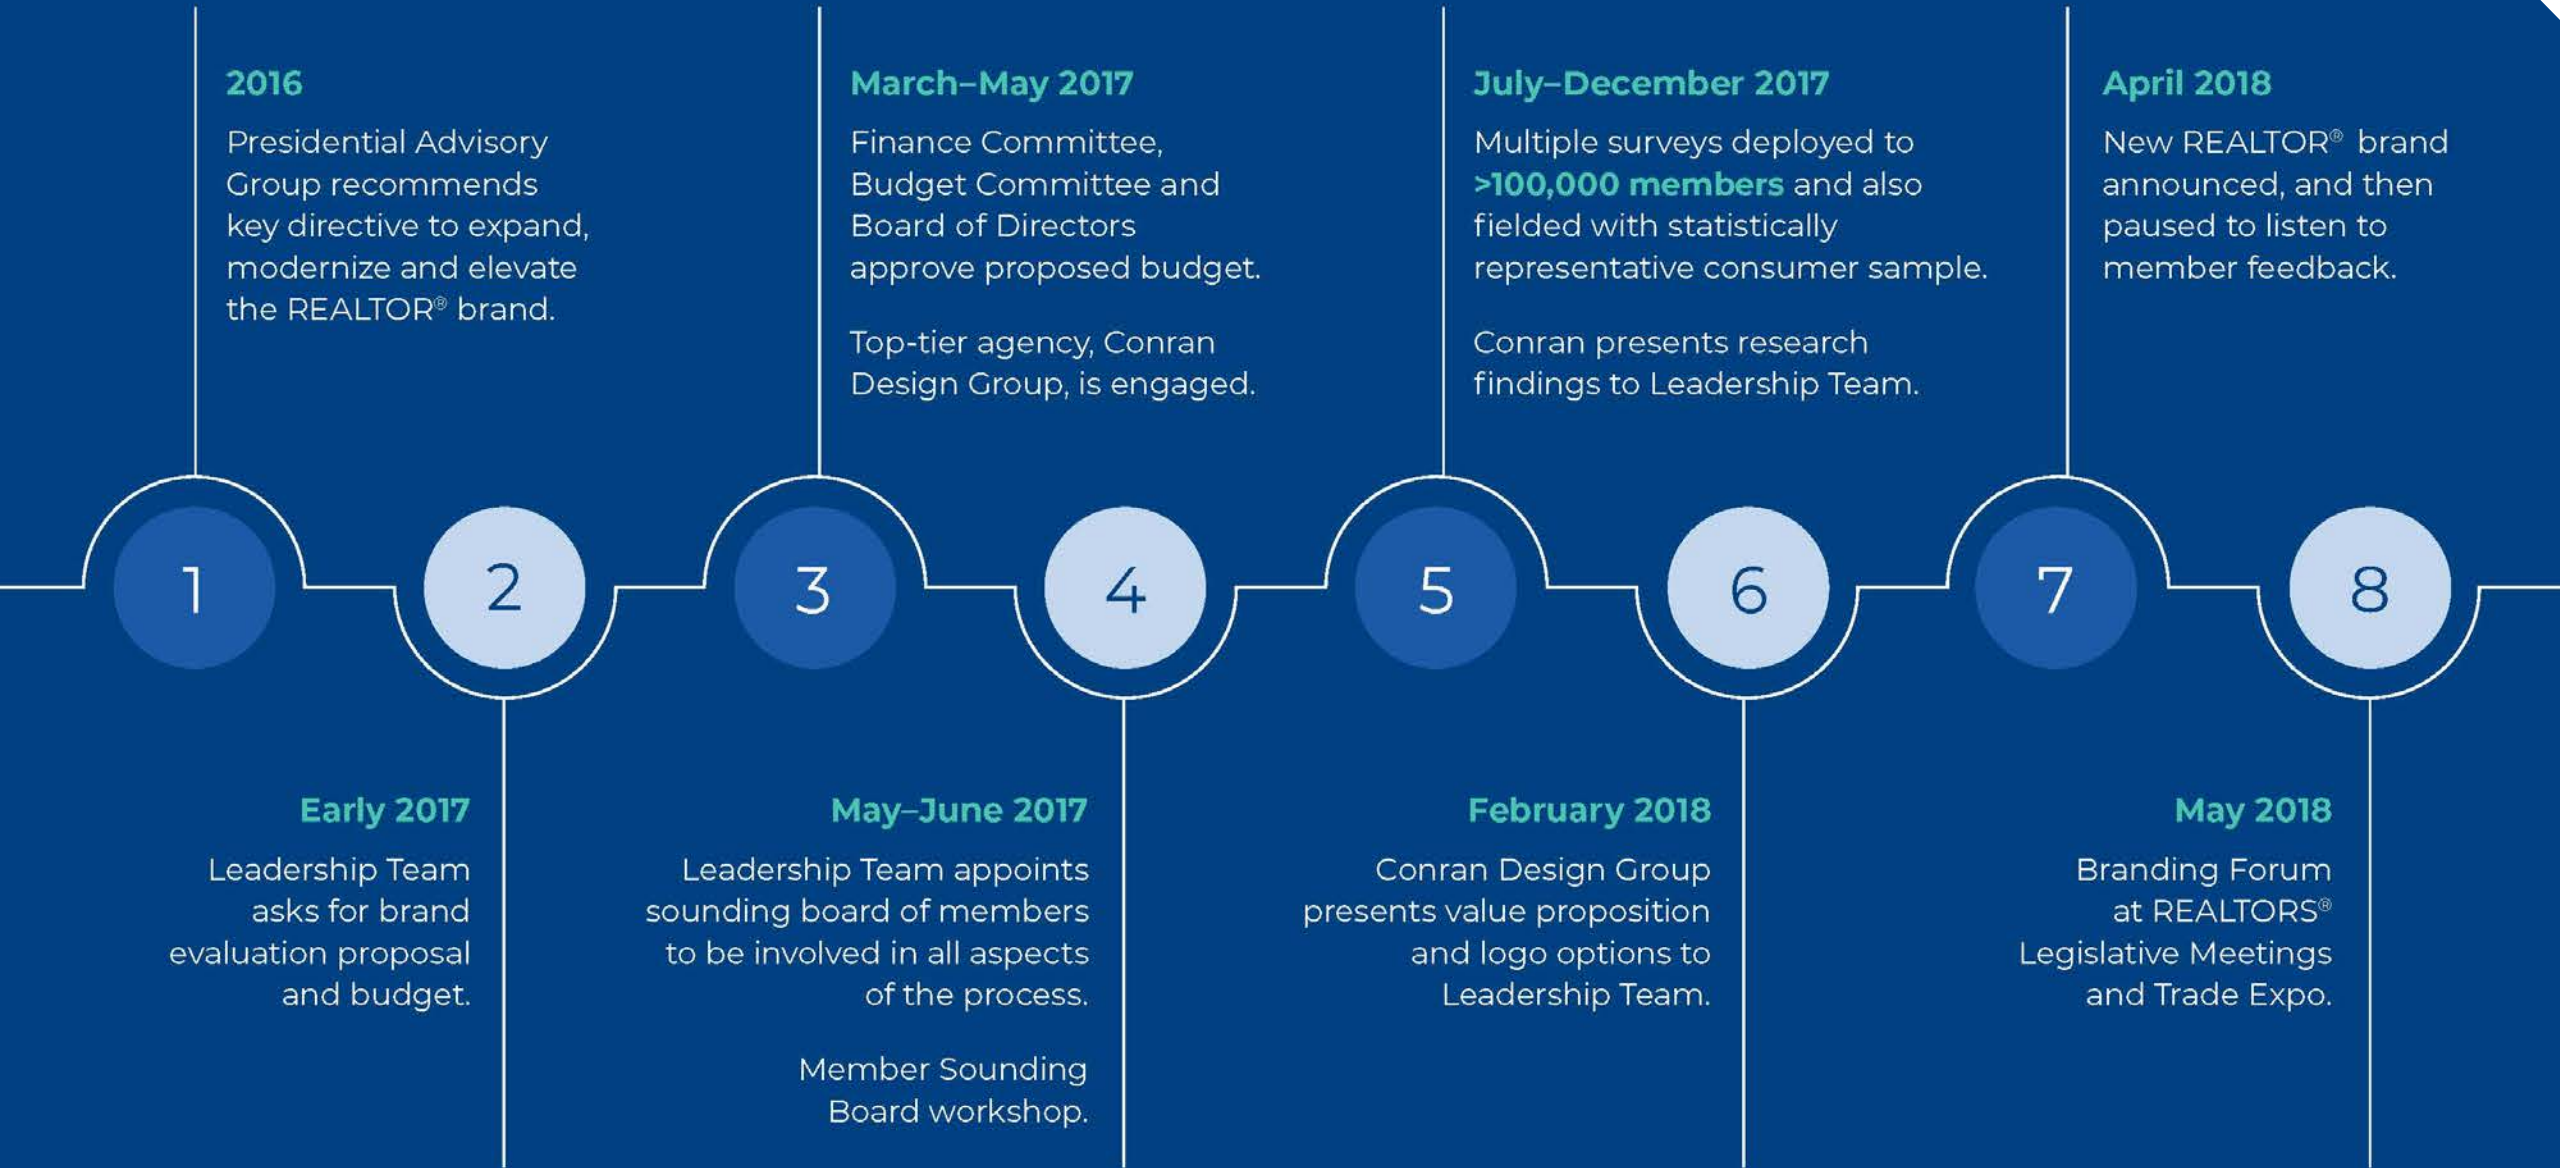 2016
Presidential Advisory
Group recommends
key directive to expand,
modernize and elevate
the REALTOR® brand.
March–May 2017
Finance Committee,
Budget Committee and
Board of Directors
approve proposed budget.
Top-tier agency, Conran
Design Group, is engaged.
July–December 2017
Multiple surveys deployed to
>100,000 members and also
fielded with statistically
representative consumer sample.
Conran presents research
findings to Leadership Team.
April 2018
New REALTOR® brand
announced, and then
paused to listen to
member feedback.
1
2
3
4
5
6
7
8
Early 2017
Leadership Team
asks for brand
evaluation proposal
and budget.
May–June 2017
Leadership Team appoints
sounding board of members
to be involved in all aspects
of the process.
Member Sounding
Board workshop.
February 2018
Conran Design Group
presents value proposition
and logo options to
Leadership Team.
May 2018
Branding Forum
at REALTORS®
Legislative Meetings
and Trade Expo.